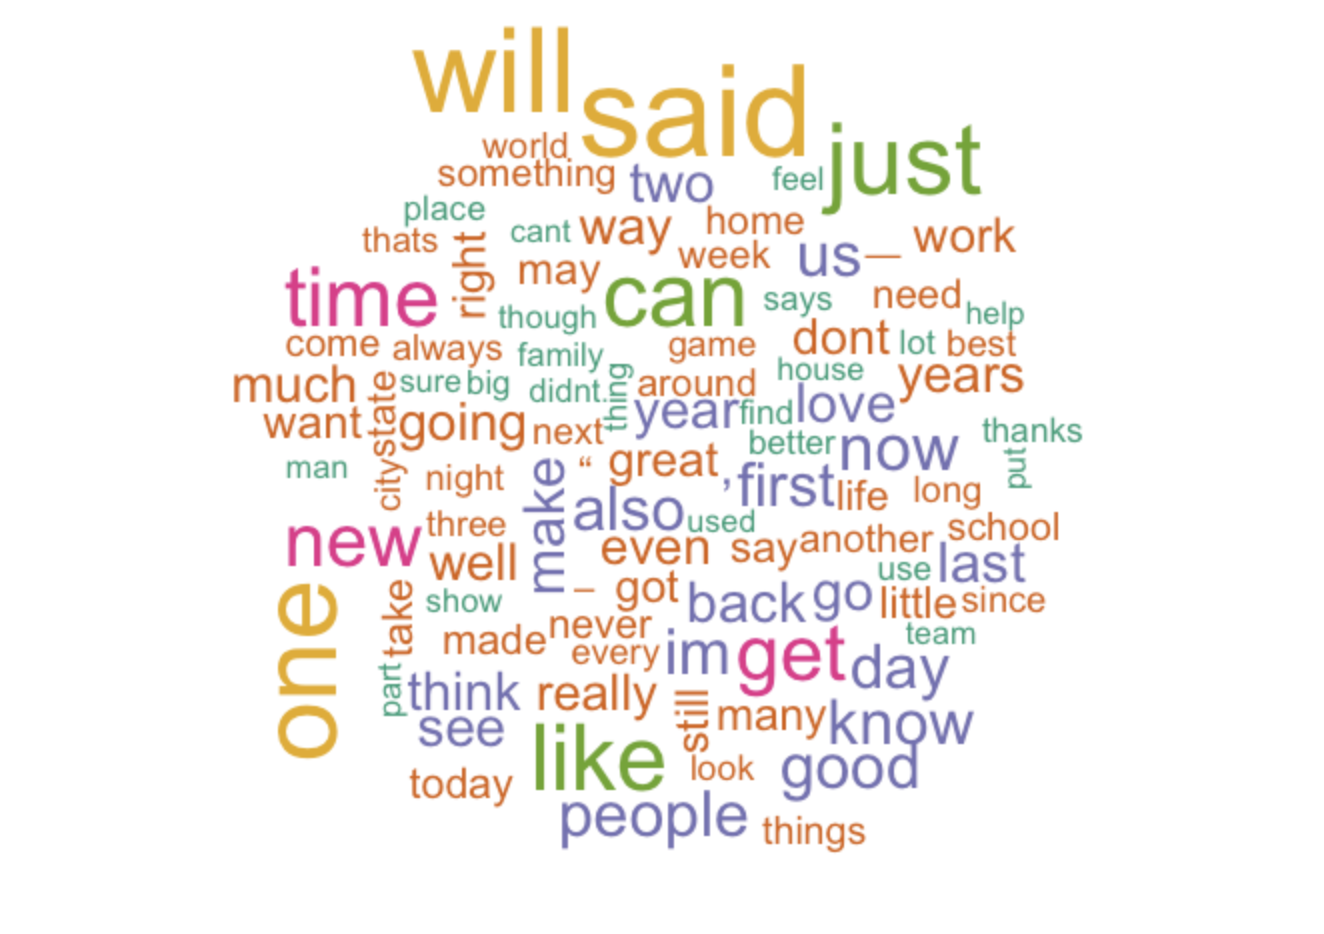 will
said
just
world
something
two
feel
place
cant
way
home
work
thats
right
may
week
us
—
time
can
says
need
help
though
come
always
family
game
dont
lot
best
much
state
sure
big
didnt
thing
around
house
years
want
going
next
year
find
love
better
now
thanks
put
man
city
night
make
“
great
’
first
life
long
also
used
new
three
well
even
say
another
school
use
last
one
take
show
–
got
back
go
little
since
made
never
every
im
get
day
team
part
think
really
still
many
know
see
like
look
good
today
people
things